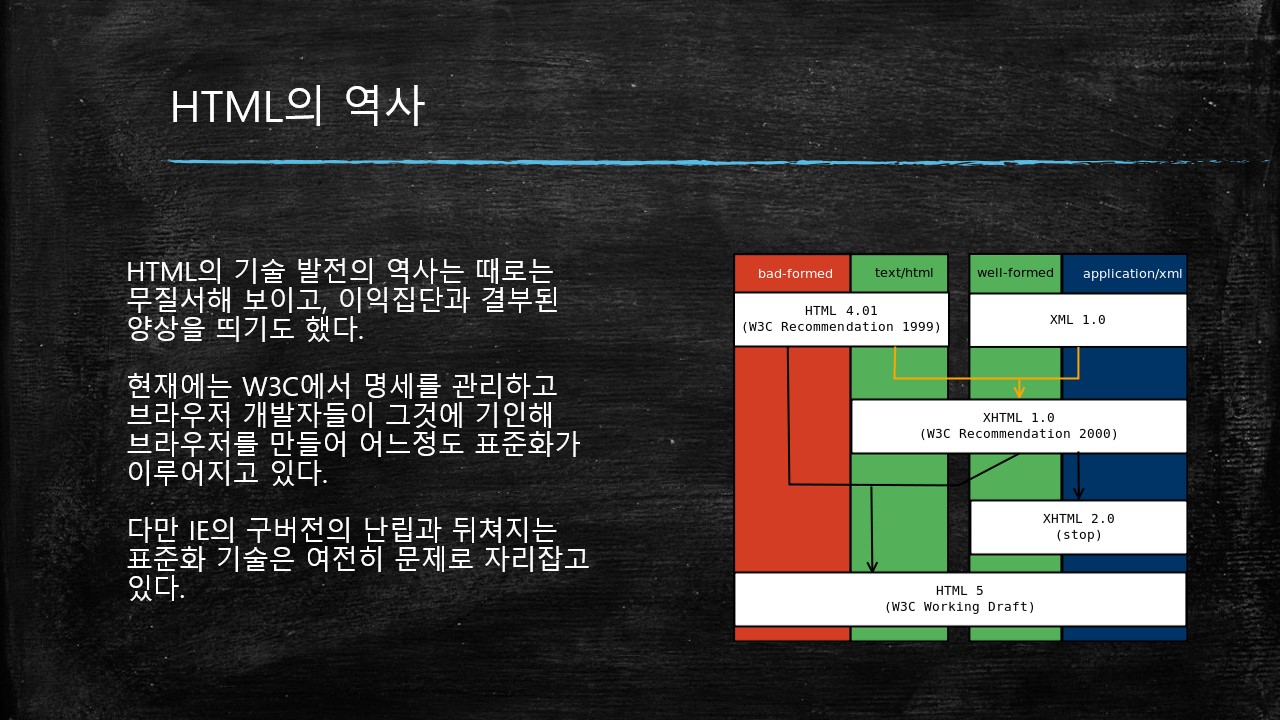 HTML의 역사
HTML의 기술 발전의 역사는 때로는
무질서해 보이고, 이익집단과 결부된
양상을 띄기도 했다.
현재에는 W3C에서 명세를 관리하고
브라우저 개발자들이 그것에 기인해
브라우저를 만들어 어느정도 표준화가
이루어지고 있다.
다만 IE의 구버전의 난립과 뒤쳐지는
표준화 기술은 여전히 문제로 자리잡고
있다.
bad-formed
text/html
well-formed
application/xml
HTML 4.01
(W3C Recommendation 1999)
XML 1.0
XHTML 1.0
(W3C Recommendation 2000)
XHTML 2.0
(stop)
HTML 5
(W3C Working Draft)